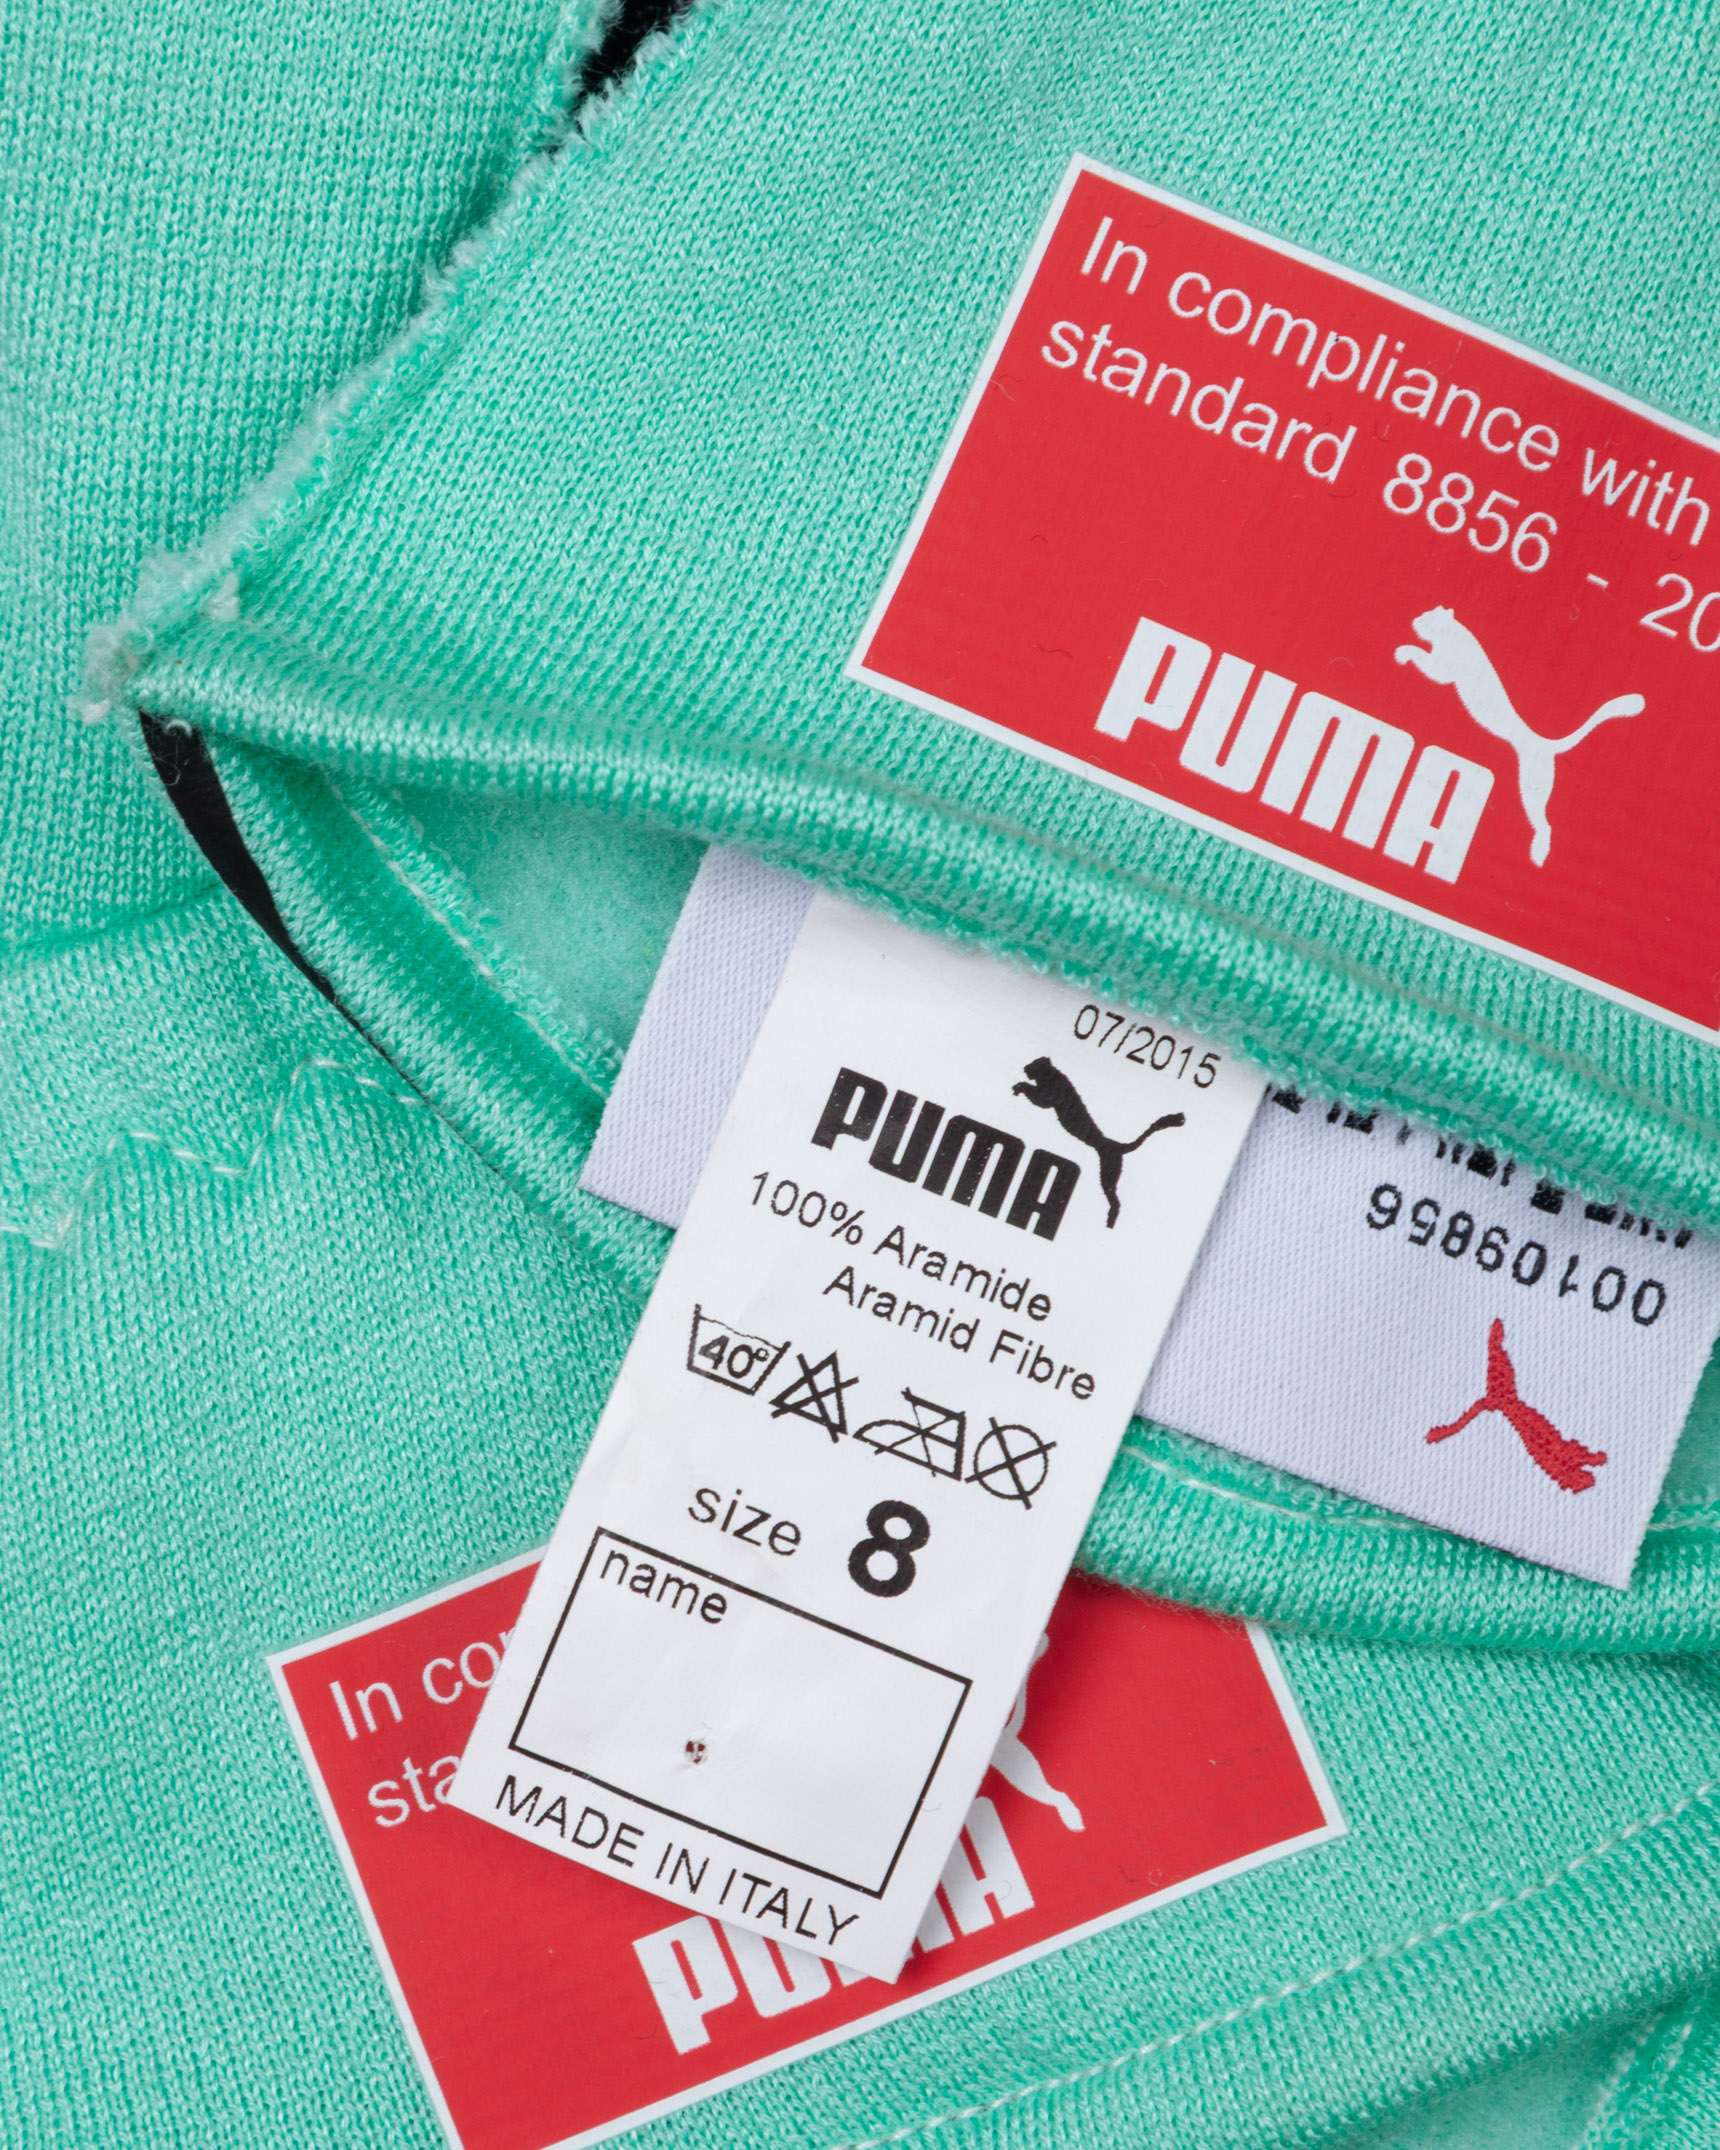 In compliance with
standard 8856 - 20
PUMA
07/2015
PUMA
100% Aramide
Aramid Fibre
40°
size 8
name
MADE IN ITALY
00109856
In co
sta
PUMA